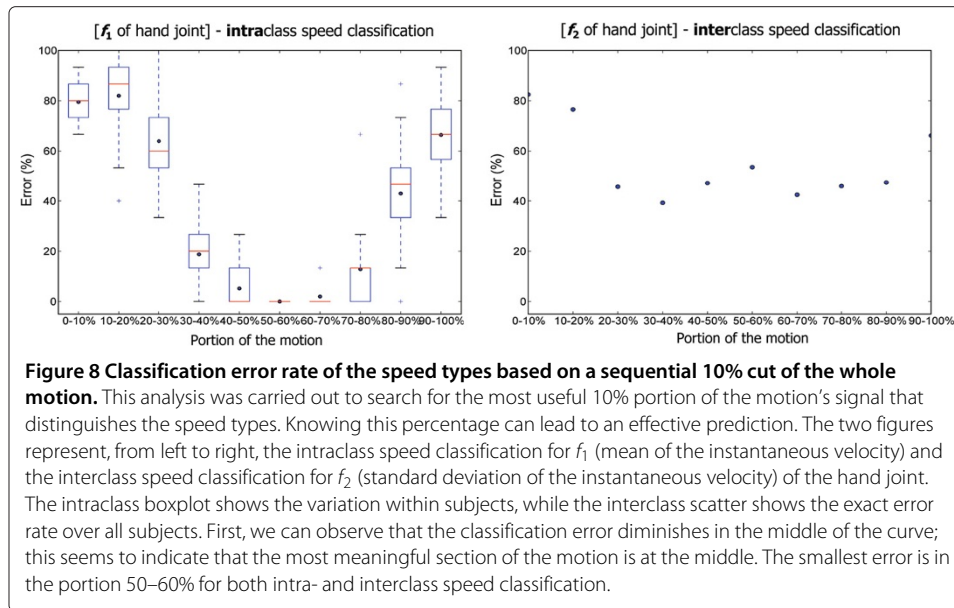 [f₁ of hand joint] - intraclass speed classification
100
80
60
40
20
0
Error (%)
0-10% 10-20% 20-30% 30-40% 40-50% 50-60% 60-70% 70-80% 80-90% 90-100%
Portion of the motion
[f₂ of hand joint] - interclass speed classification
100
80
60
40
20
0
Error (%)
0-10% 10-20% 20-30% 30-40% 40-50% 50-60% 60-70% 70-80% 80-90% 90-100%
Portion of the motion
Figure 8 Classification error rate of the speed types based on a sequential 10% cut of the whole
motion. This analysis was carried out to search for the most useful 10% portion of the motion's signal that
distinguishes the speed types. Knowing this percentage can lead to an effective prediction. The two figures
represent, from left to right, the intraclass speed classification for f₁ (mean of the instantaneous velocity) and
the interclass speed classification for f₂ (standard deviation of the instantaneous velocity) of the hand joint.
The intraclass boxplot shows the variation within subjects, while the interclass scatter shows the exact error
rate over all subjects. First, we can observe that the classification error diminishes in the middle of the curve;
this seems to indicate that the most meaningful section of the motion is at the middle. The smallest error is in
the portion 50–60% for both intra- and interclass speed classification.